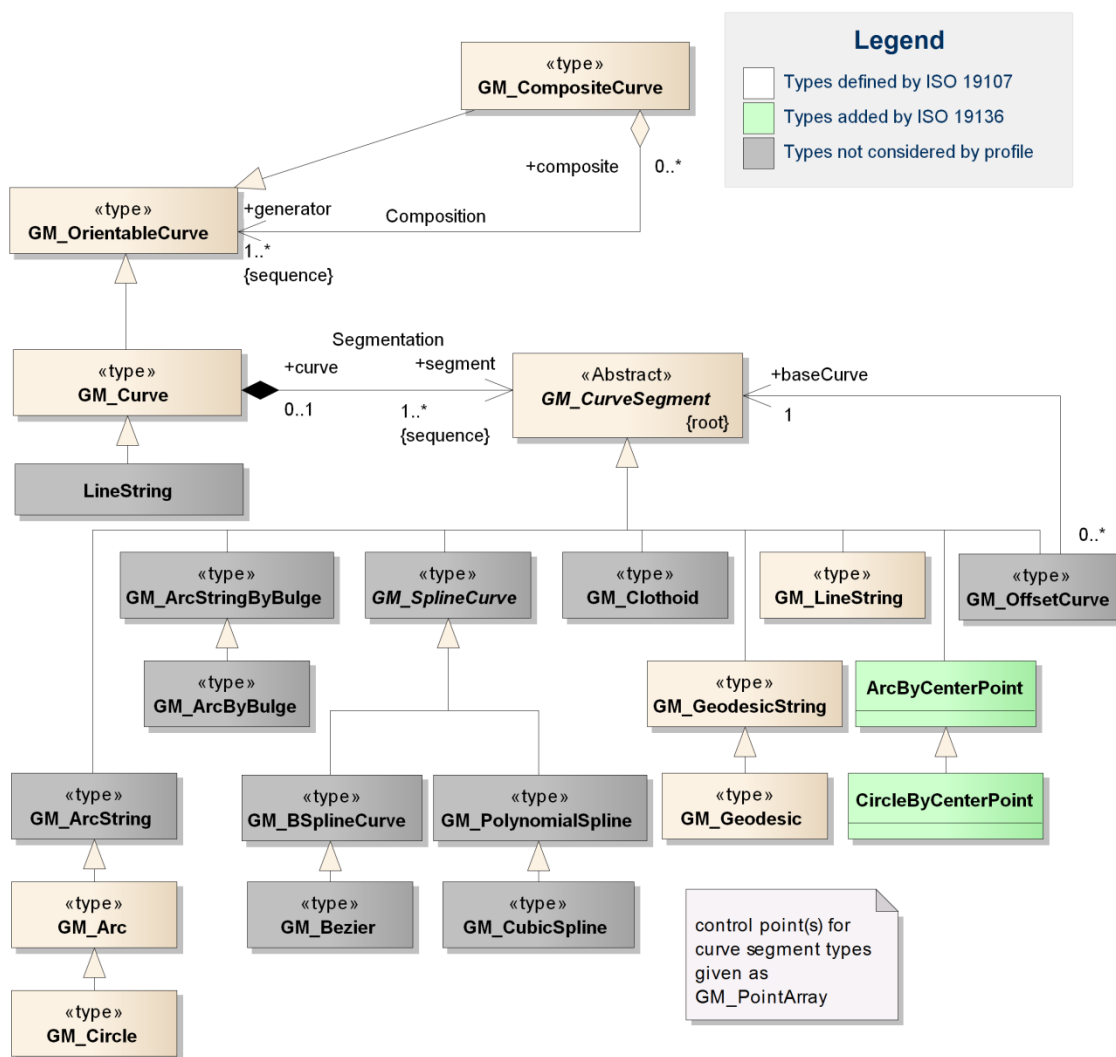 Legend
Types defined by ISO 19107
Types added by ISO 19136
Types not considered by profile
«type»
GM_CompositeCurve
+composite
0..*
«type»
GM_OrientableCurve
+generator
Composition
1..*
{sequence}
Segmentation
«type»
GM_Curve
+curve
+segment
0..1
1..*
{sequence}
«Abstract»
GM_CurveSegment
{root}
+baseCurve
1
LineString
0..*
«type»
GM_ArcStringByBulge
«type»
GM_SplineCurve
«type»
GM_Clothoid
«type»
GM_LineString
«type»
GM_OffsetCurve
«type»
GM_ArcByBulge
«type»
GM_GeodesicString
ArcByCenterPoint
«type»
GM_ArcString
«type»
GM_BSplineCurve
«type»
GM_PolynomialSpline
«type»
GM_Geodesic
CircleByCenterPoint
«type»
GM_Arc
«type»
GM_Bezier
«type»
GM_CubicSpline
control point(s) for
curve segment types
given as
GM_PointArray
«type»
GM_Circle